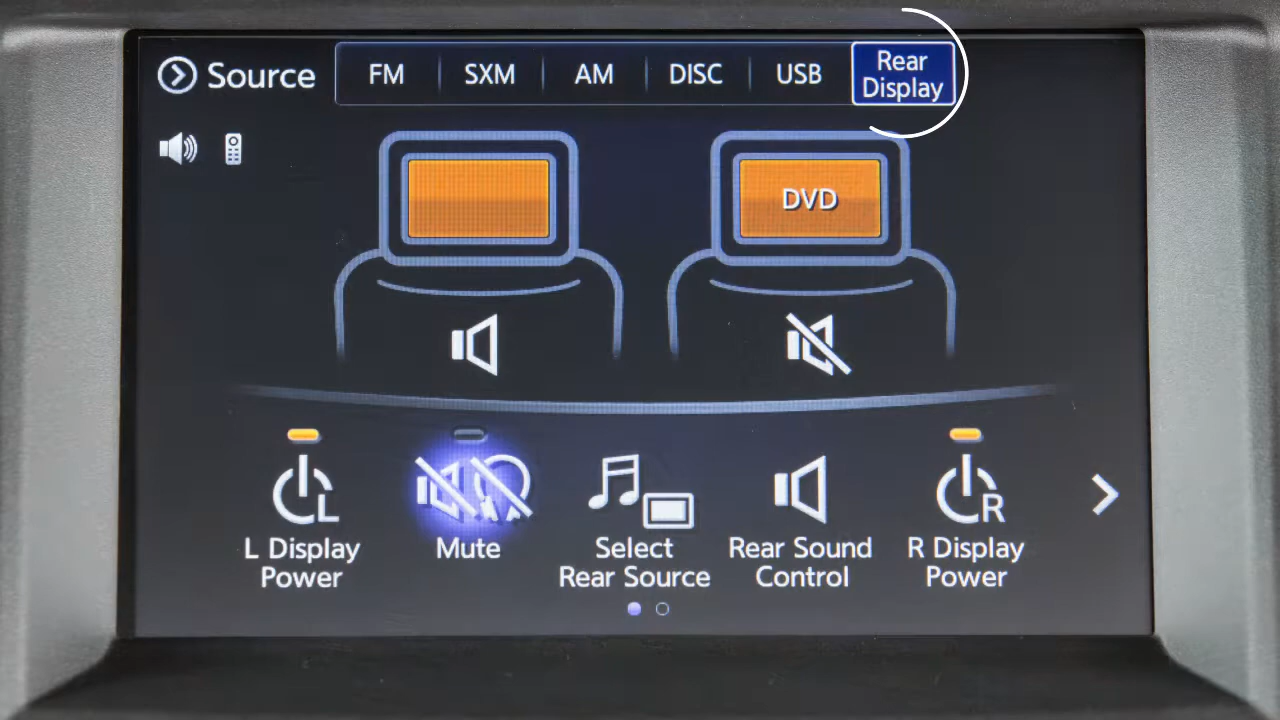 Source
FM
SXM
AM
DISC
USB
Rear
Display
DVD
L
R
L Display
Power
Mute
Select
Rear Source
Rear Sound
Control
R Display
Power